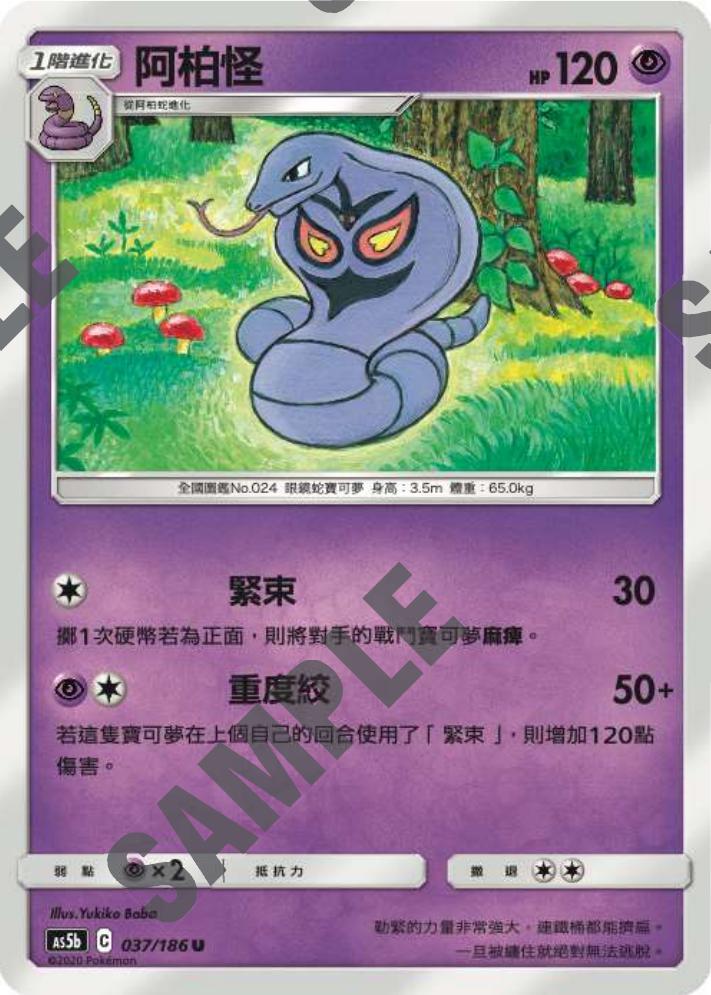 1階進化 阿柏怪 HP 120
從阿柏蛇進化
全國圖鑑No.024 眼鏡蛇寶可夢 身高：3.5m 體重：65.0kg
緊束 30
擲1次硬幣若為正面，則將對手的戰鬥寶可夢麻痺。
重度絞 50+
若這隻寶可夢在上個自己的回合使用了「緊束」，則增加120點
傷害。
弱點 ×2 抵抗力 撤退
Illus.Yukiko Baba
勒緊的力量非常強大，連鐵桶都能擠扁。
AS5b C 037/186 U
一旦被纏住就絕對無法逃脫。
©2020 Pokémon
SAMPLE